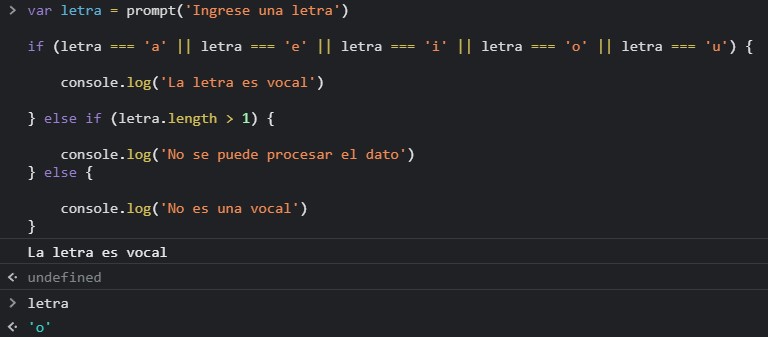 > var letra = prompt('Ingrese una letra')
if (letra === 'a' || letra === 'e' || letra === 'i' || letra === 'o' || letra === 'u') {
console.log('La letra es vocal')
} else if (letra.length > 1) {
console.log('No se puede procesar el dato')
} else {
console.log('No es una vocal')
}
La letra es vocal
undefined
> letra
'o'